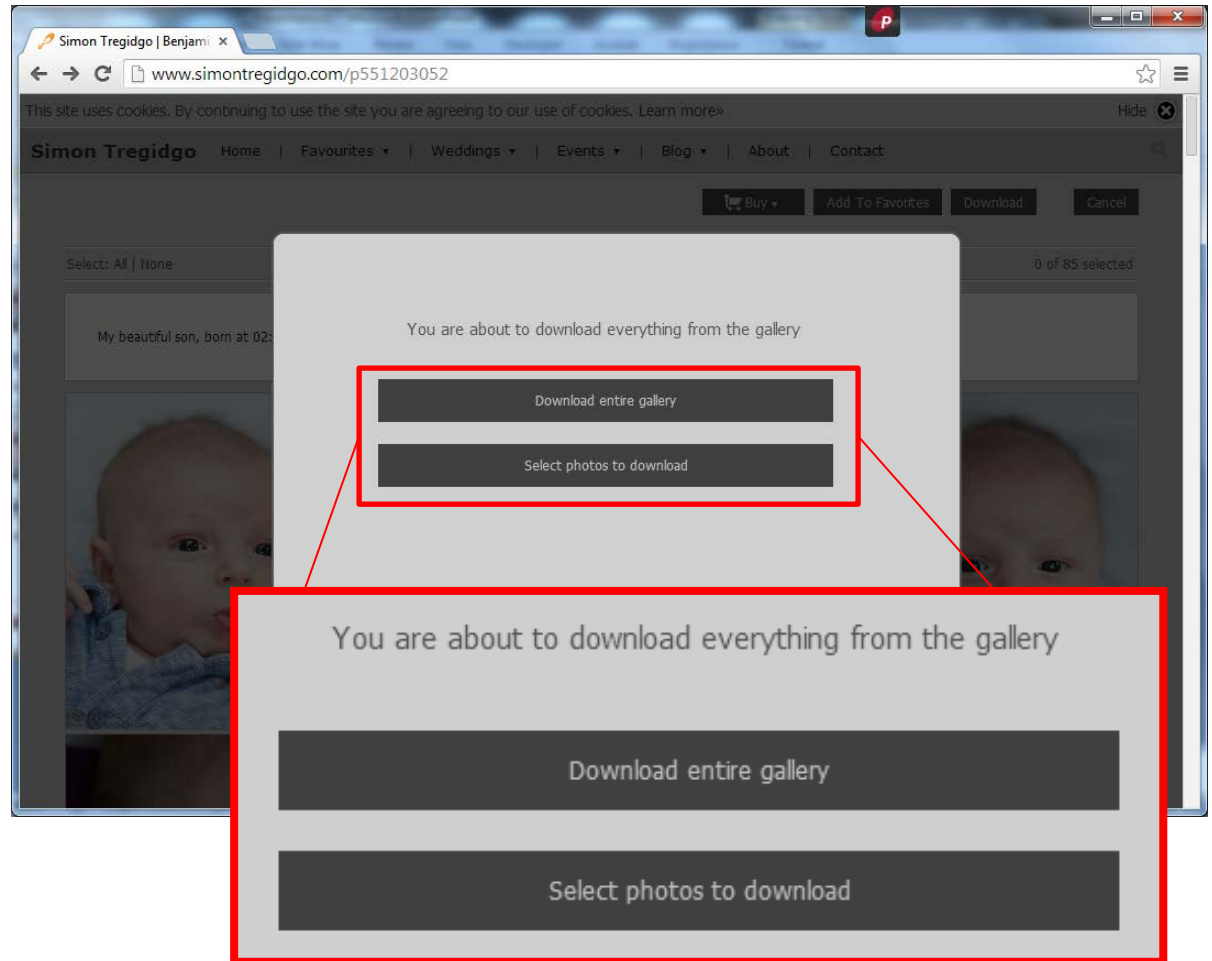 Simon Tregidgo | Benjami
www.simontregidgo.com/p551203052
This site uses cookies. By continuing to use the site you are agreeing to our use of cookies. Learn more» Hide
Simon Tregidgo Home | Favourites ▾ | Weddings ▾ | Events ▾ | Blog ▾ | About | Contact
Buy ▾ Add To Favorites Download Cancel
Select: All | None 0 of 85 selected
My beautiful son, born at 02:
You are about to download everything from the gallery
Download entire gallery
Select photos to download
You are about to download everything from the gallery
Download entire gallery
Select photos to download